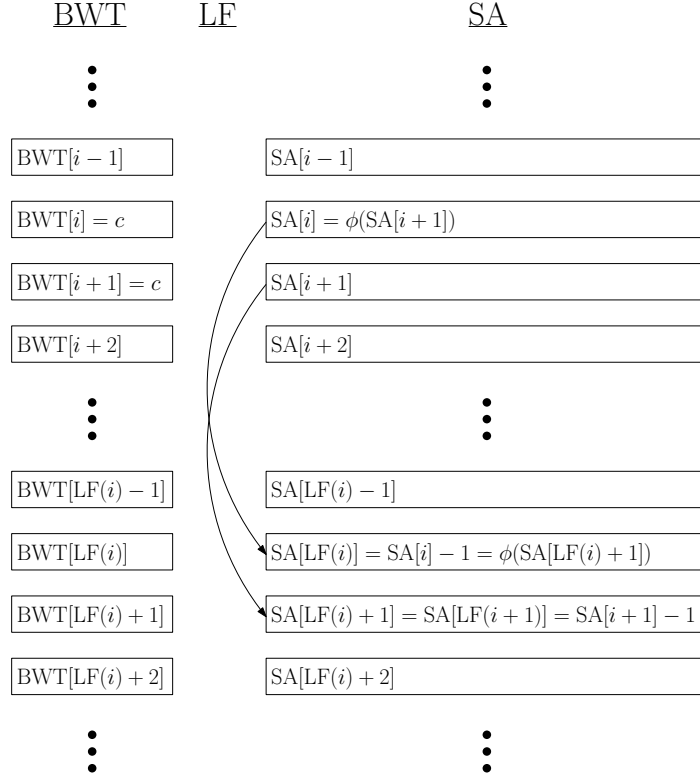 BWT LF SA
BWT[i − 1] SA[i − 1]
BWT[i] = c SA[i] = ϕ(SA[i + 1])
BWT[i + 1] = c SA[i + 1]
BWT[i + 2] SA[i + 2]
BWT[LF(i) − 1] SA[LF(i) − 1]
BWT[LF(i)] SA[LF(i)] = SA[i] − 1 = ϕ(SA[LF(i) + 1])
BWT[LF(i) + 1] SA[LF(i) + 1] = SA[LF(i + 1)] = SA[i + 1] − 1
BWT[LF(i) + 2] SA[LF(i) + 2]